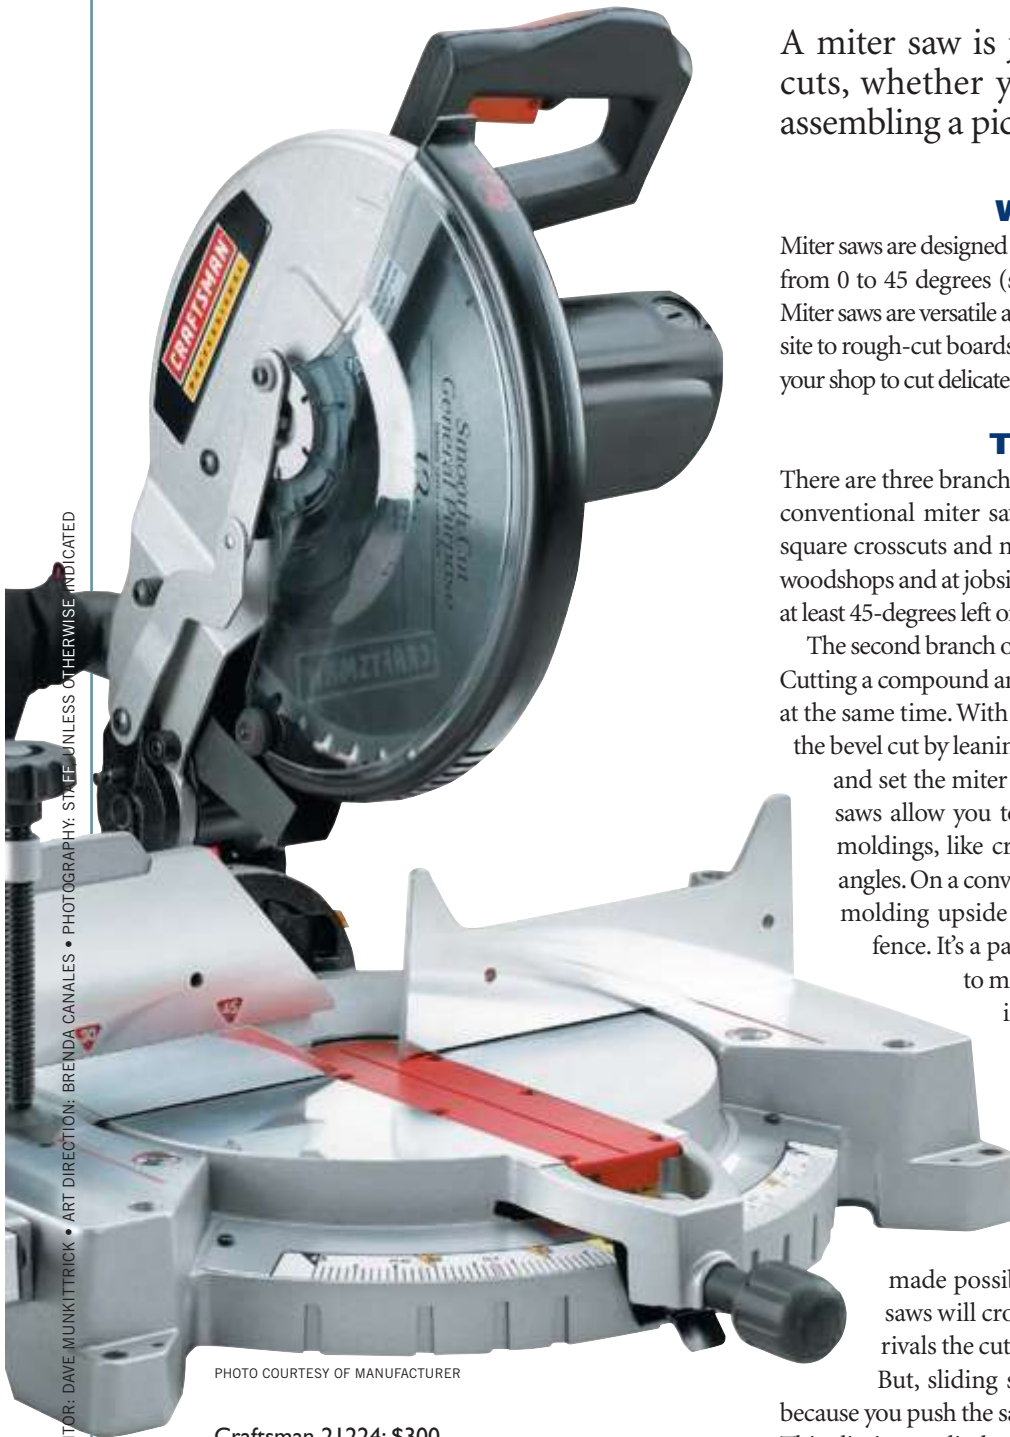 A miter saw is
cuts, whether y
assembling a pic
Miter saws are designed
from 0 to 45 degrees (s
Miter saws are versatile a
site to rough-cut boards
your shop to cut delicate
T
There are three branch
conventional miter sa
square crosscuts and m
woodshops and at jobsi
at least 45-degrees left o
The second branch o
Cutting a compound a
at the same time. With
the bevel cut by leanin
and set the miter
saws allow you t
moldings, like cr
angles. On a conv
molding upside
fence. It's a pa
to m
i
made possib
saws will cro
rivals the cut
But, sliding s
because you push the sa
CRAFTSMAN
PROFESSIONAL
Smooth Cut
General Purpose
12
CRAFTSMAN
TOR: DAVE MUNKITTRICK • ART DIRECTION: BRENDA CANALES • PHOTOGRAPHY: STAFF, UNLESS OTHERWISE INDICATED
PHOTO COURTESY OF MANUFACTURER
Craftsman 21224; $300